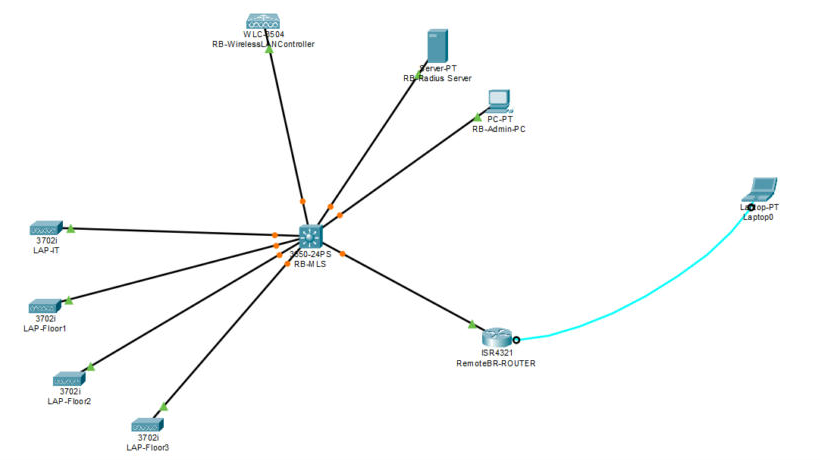 WLC-3504
RB-WirelessLANController
Server-PT
RB-Radius Server
PC-PT
RB-Admin-PC
Laptop-PT
Laptop0
3702i
LAP-IT
3650-24PS
RB-MLS
3702i
LAP-Floor1
ISR4321
RemoteBR-ROUTER
3702i
LAP-Floor2
3702i
LAP-Floor3